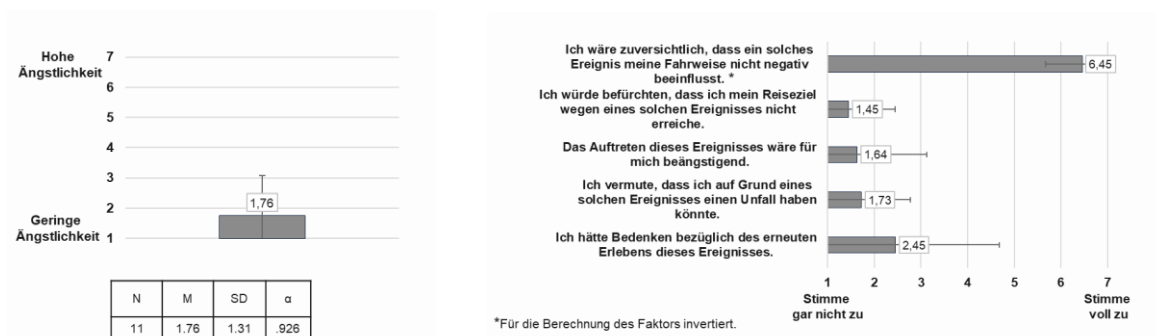 Hohe
Ängstlichkeit
7
6
5
4
3
2
1
Geringe
Ängstlichkeit
1,76
N M SD α
11 1.76 1.31 .926
Ich wäre zuversichtlich, dass ein solches
Ereignis meine Fahrweise nicht negativ
beeinflusst. *
6,45
Ich würde befürchten, dass ich mein Reiseziel
wegen eines solchen Ereignisses nicht
erreiche.
1,45
Das Auftreten dieses Ereignisses wäre für
mich beängstigend.
1,64
Ich vermute, dass ich auf Grund eines
solchen Ereignisses einen Unfall haben
könnte.
1,73
Ich hätte Bedenken bezüglich des erneuten
Erlebens dieses Ereignisses.
2,45
1 2 3 4 5 6 7
Stimme
gar nicht zu
Stimme
voll zu
*Für die Berechnung des Faktors invertiert.